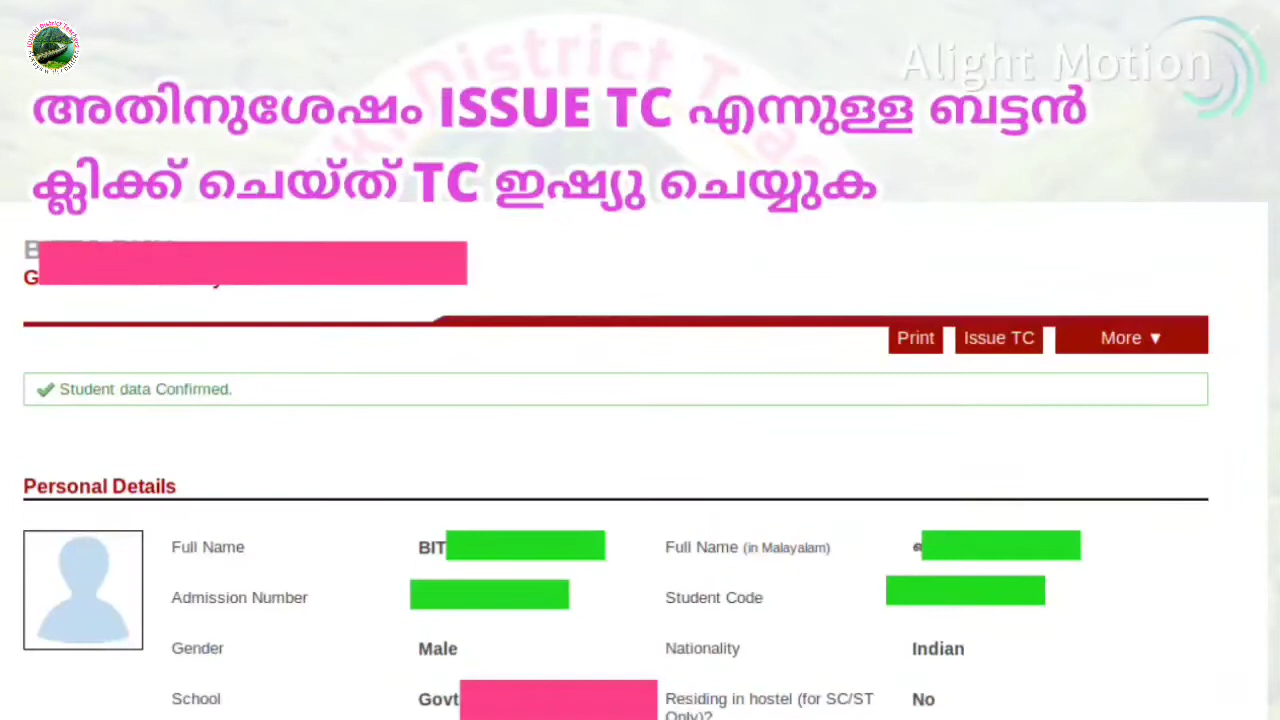 Alight Motion
അതിനുശേഷം ISSUE TC എന്നുള്ള ബട്ടൻ
ക്ലിക്ക് ചെയ്ത് TC ഇഷ്യു ചെയ്യുക
Print Issue TC More ▼
Student data Confirmed.
Personal Details
Full Name BIT Full Name (in Malayalam)
Admission Number Student Code
Gender Male Nationality Indian
School Govt Residing in hostel (for SC/ST
Only)? No